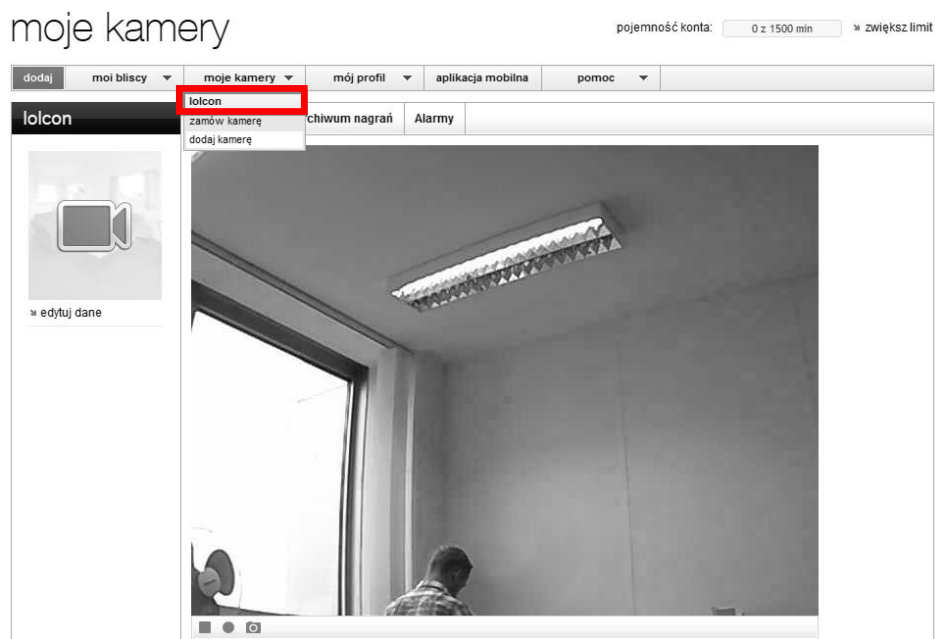 moje kamery
pojemność konta: 0 z 1500 min zwiększ limit
dodaj moi bliscy moje kamery mój profil aplikacja mobilna pomoc
lolcon
zamów kamerę
dodaj kamerę
lolcon chiwum nagrań Alarmy
edytuj dane